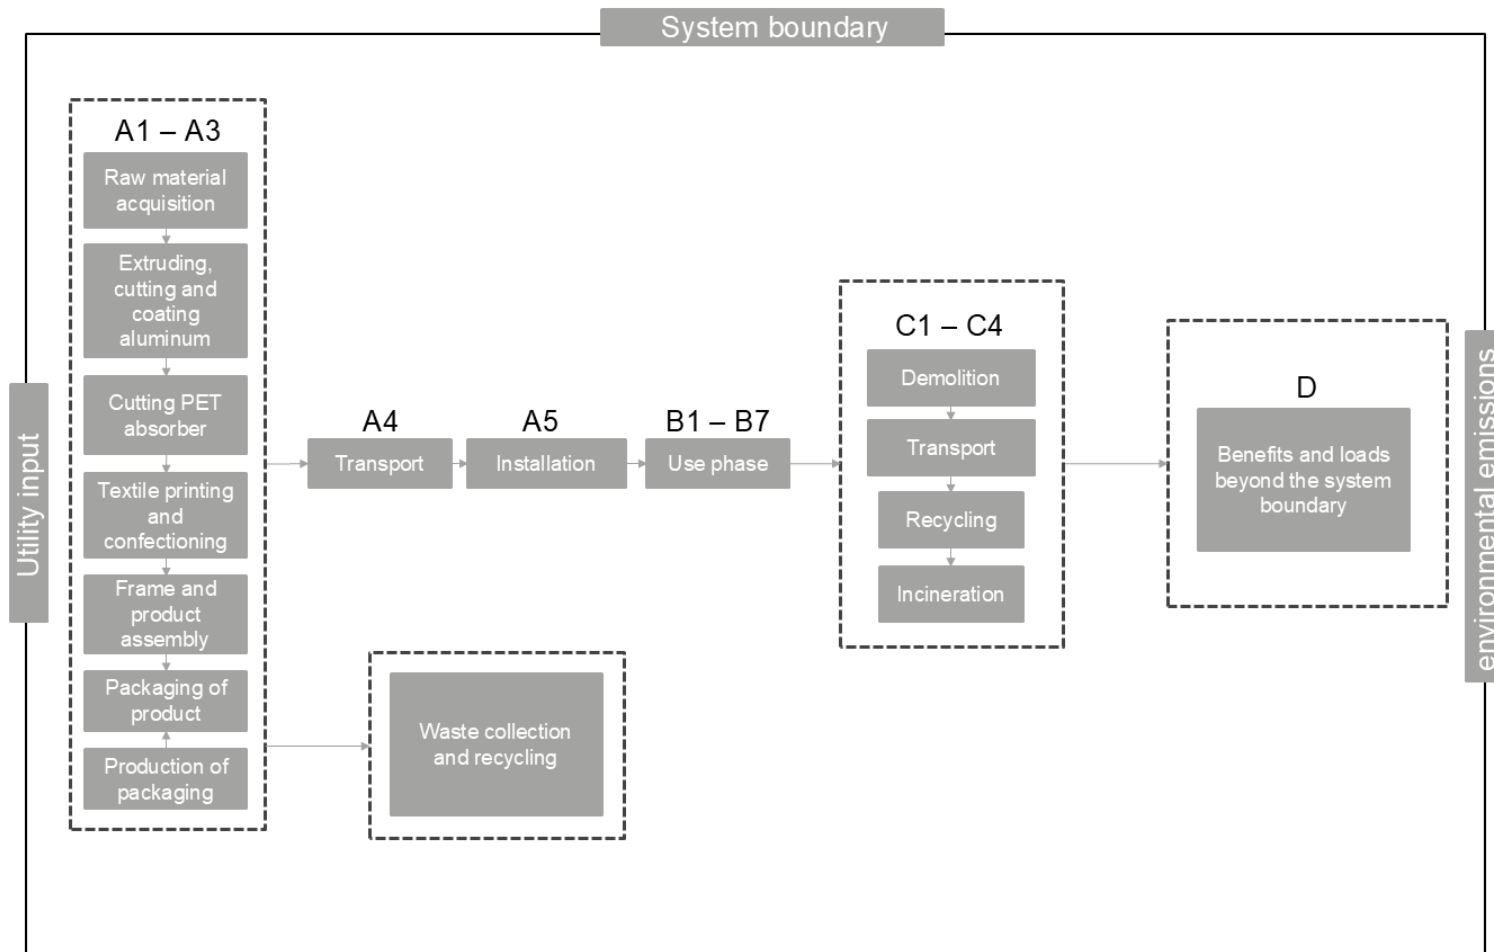 System boundary
A1 – A3
Raw material
acquisition
Extruding,
cutting and
coating
aluminum
Cutting PET
absorber
Textile printing
and
confectioning
Frame and
product
assembly
Packaging of
product
Production of
packaging
Utility input
A4
Transport
A5
Installation
B1 – B7
Use phase
Waste collection
and recycling
C1 – C4
Demolition
Transport
Recycling
Incineration
D
Benefits and loads
beyond the system
boundary
environmental emissions